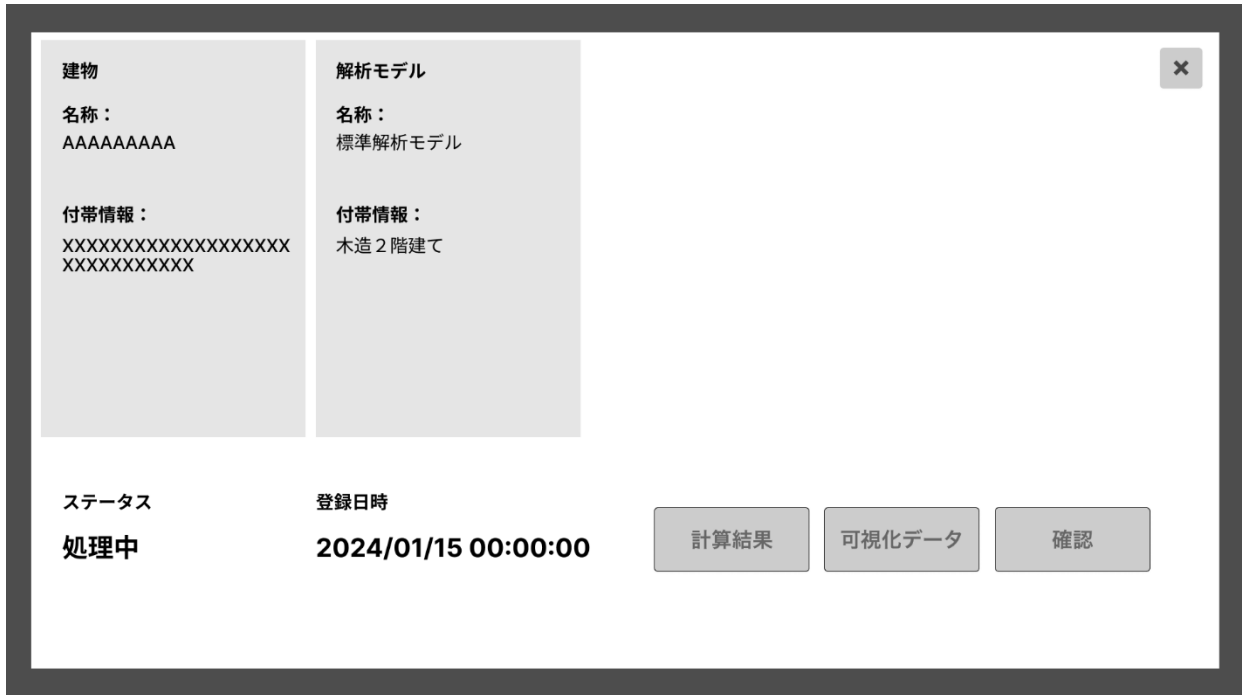 建物
名称：
AAAAAAAAA
付帯情報：
XXXXXXXXXXXXXXXXXXX
XXXXXXXXXXX
解析モデル
名称：
標準解析モデル
付帯情報：
木造２階建て
ステータス
処理中
登録日時
2024/01/15 00:00:00
計算結果
可視化データ
確認